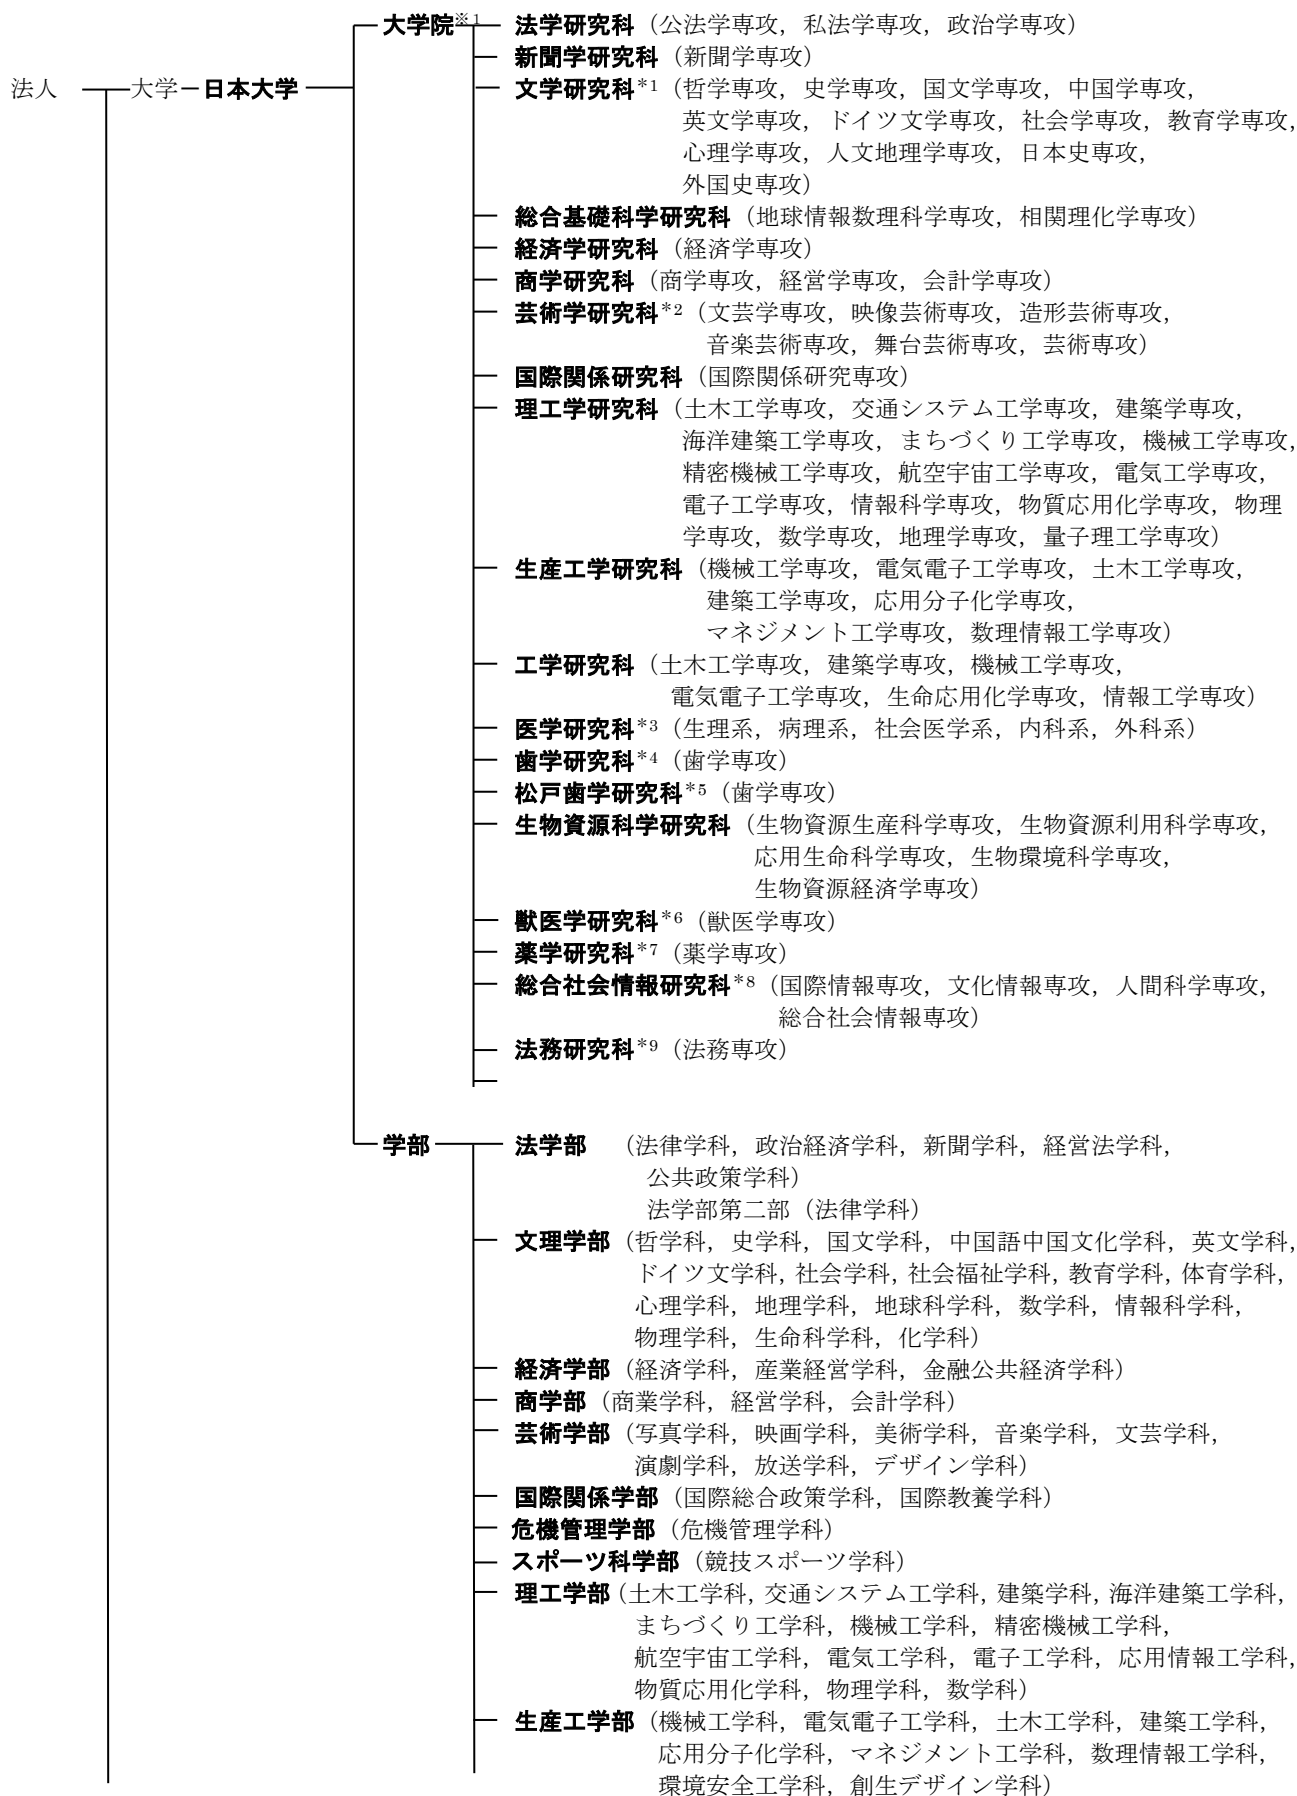 大学院※1 法学研究科（公法学専攻，私法学専攻，政治学専攻）
新聞学研究科（新聞学専攻）
法人 大学 日本大学 文学研究科*1（哲学専攻，史学専攻，国文学専攻，中国学専攻，
英文学専攻，ドイツ文学専攻，社会学専攻，教育学専攻，
心理学専攻，人文地理学専攻，日本史専攻，
外国史専攻）
総合基礎科学研究科（地球情報数理科学専攻，相関理化学専攻）
経済学研究科（経済学専攻）
商学研究科（商学専攻，経営学専攻，会計学専攻）
芸術学研究科*2（文芸学専攻，映像芸術専攻，造形芸術専攻，
音楽芸術専攻，舞台芸術専攻，芸術専攻）
国際関係研究科（国際関係研究専攻）
理工学研究科（土木工学専攻，交通システム工学専攻，建築学専攻，
海洋建築工学専攻，まちづくり工学専攻，機械工学専攻，
精密機械工学専攻，航空宇宙工学専攻，電気工学専攻，
電子工学専攻，情報科学専攻，物質応用化学専攻，物理
学専攻，数学専攻，地理学専攻，量子理工学専攻）
生産工学研究科（機械工学専攻，電気電子工学専攻，土木工学専攻，
建築工学専攻，応用分子化学専攻，
マネジメント工学専攻，数理情報工学専攻）
工学研究科（土木工学専攻，建築学専攻，機械工学専攻，
電気電子工学専攻，生命応用化学専攻，情報工学専攻）
医学研究科*3（生理系，病理系，社会医学系，内科系，外科系）
歯学研究科*4（歯学専攻）
松戸歯学研究科*5（歯学専攻）
生物資源科学研究科（生物資源生産科学専攻，生物資源利用科学専攻，
応用生命科学専攻，生物環境科学専攻，
生物資源経済学専攻）
獣医学研究科*6（獣医学専攻）
薬学研究科*7（薬学専攻）
総合社会情報研究科*8（国際情報専攻，文化情報専攻，人間科学専攻，
総合社会情報専攻）
法務研究科*9（法務専攻）
学部 法学部 （法律学科，政治経済学科，新聞学科，経営法学科，
公共政策学科）
法学部第二部（法律学科）
文理学部（哲学科，史学科，国文学科，中国語中国文化学科，英文学科，
ドイツ文学科，社会学科，社会福祉学科，教育学科，体育学科，
心理学科，地理学科，地球科学科，数学科，情報科学科，
物理学科，生命科学科，化学科）
経済学部（経済学科，産業経営学科，金融公共経済学科）
商学部（商業学科，経営学科，会計学科）
芸術学部（写真学科，映画学科，美術学科，音楽学科，文芸学科，
演劇学科，放送学科，デザイン学科）
国際関係学部（国際総合政策学科，国際教養学科）
危機管理学部（危機管理学科）
スポーツ科学部（競技スポーツ学科）
理工学部（土木工学科，交通システム工学科，建築学科，海洋建築工学科，
まちづくり工学科，機械工学科，精密機械工学科，
航空宇宙工学科，電気工学科，電子工学科，応用情報工学科，
物質応用化学科，物理学科，数学科）
生産工学部（機械工学科，電気電子工学科，土木工学科，建築工学科，
応用分子化学科，マネジメント工学科，数理情報工学科，
環境安全工学科，創生デザイン学科）